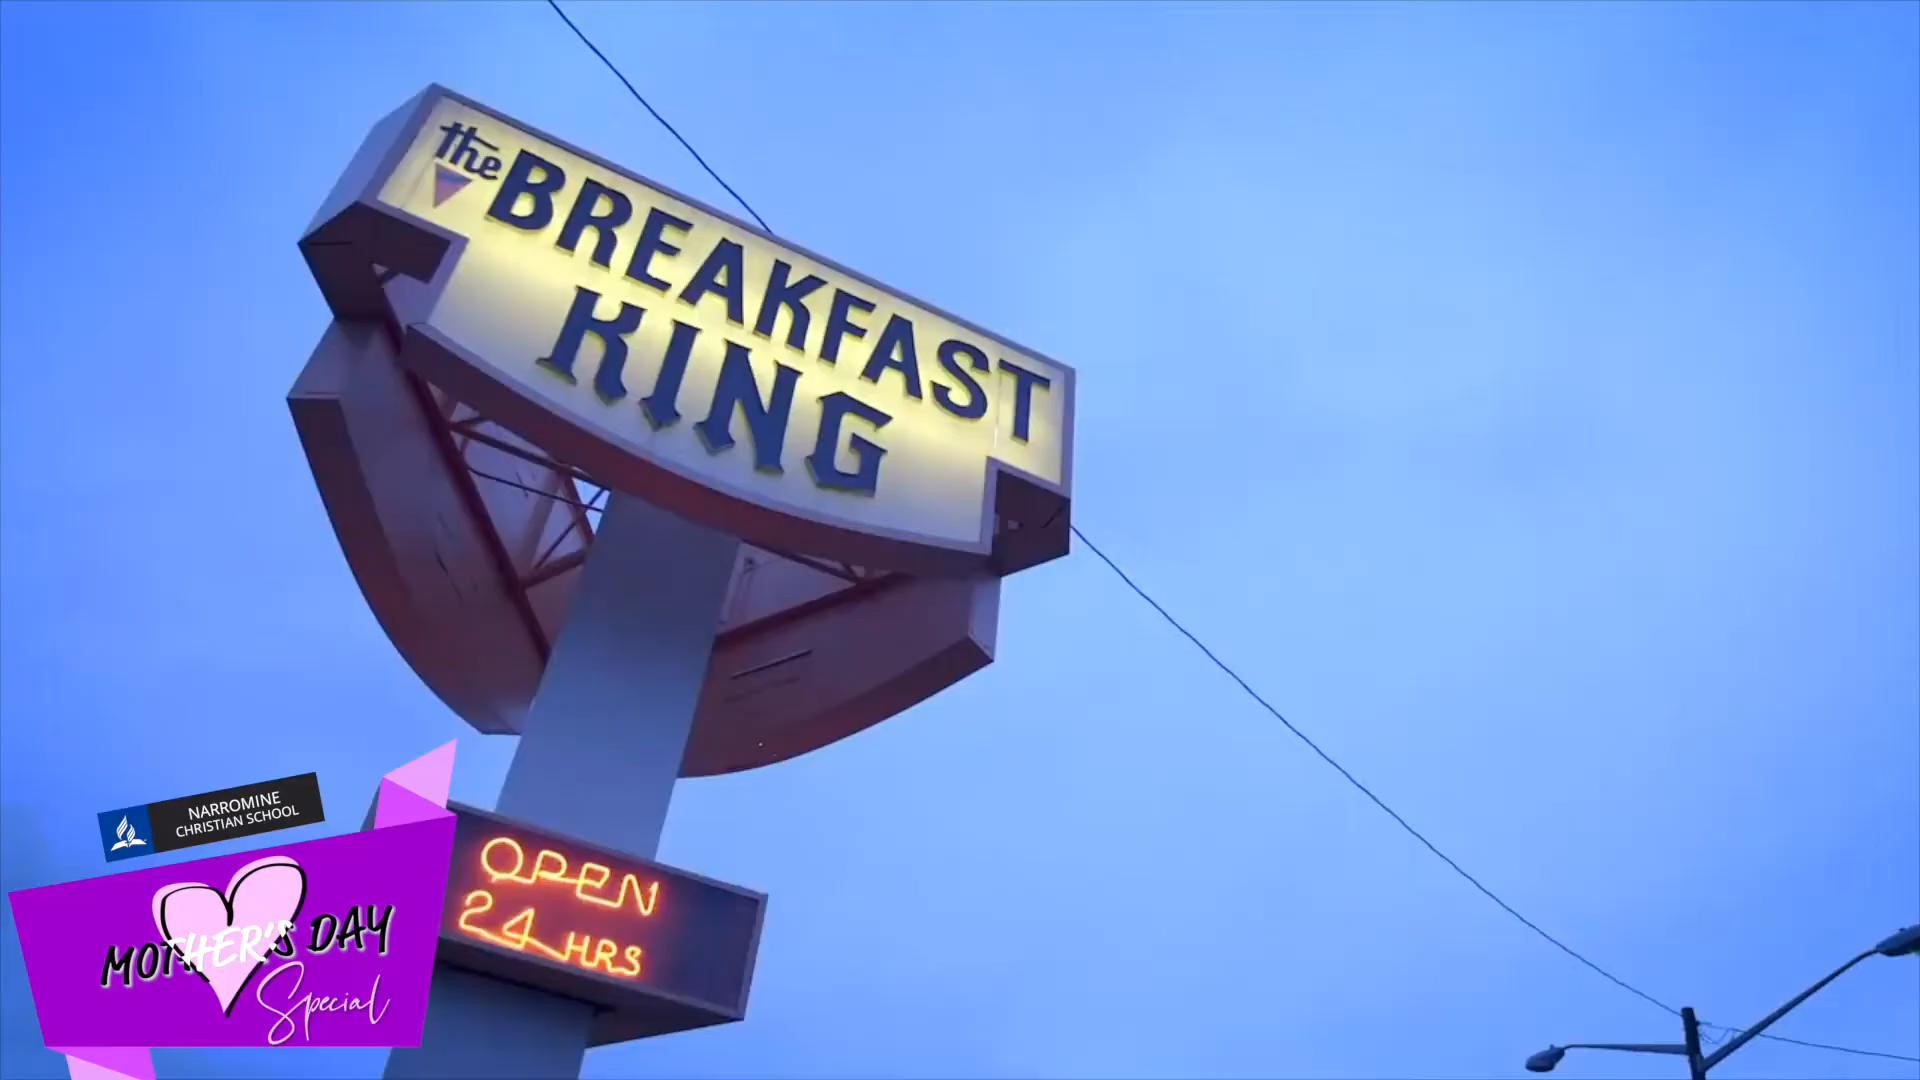 the BREAKFAST
KING
OPEN
24 HRS
NARROMINE
CHRISTIAN SCHOOL
MOTHER'S DAY
Special